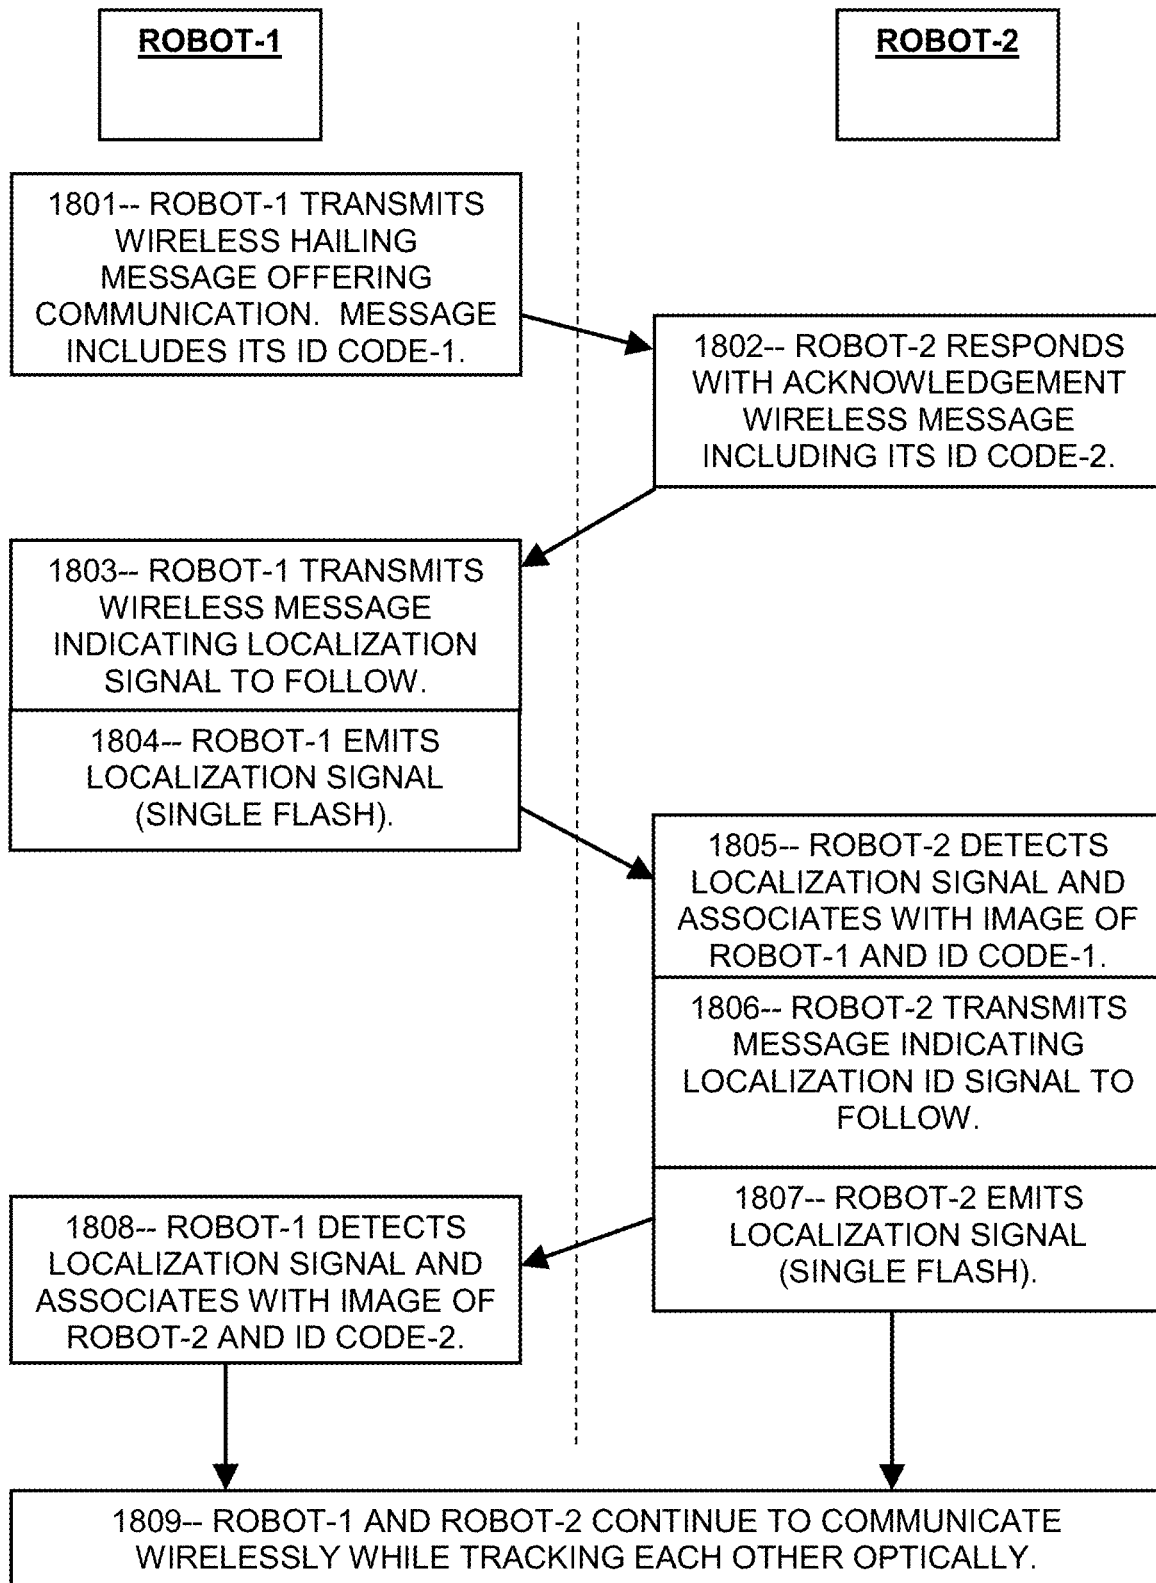 ROBOT-1
ROBOT-2
1801-- ROBOT-1 TRANSMITS
WIRELESS HAILING
MESSAGE OFFERING
COMMUNICATION.  MESSAGE
INCLUDES ITS ID CODE-1.
1802-- ROBOT-2 RESPONDS
WITH ACKNOWLEDGEMENT
WIRELESS MESSAGE
INCLUDING ITS ID CODE-2.
1803-- ROBOT-1 TRANSMITS
WIRELESS MESSAGE
INDICATING LOCALIZATION
SIGNAL TO FOLLOW.
1804-- ROBOT-1 EMITS
LOCALIZATION SIGNAL
(SINGLE FLASH).
1805-- ROBOT-2 DETECTS
LOCALIZATION SIGNAL AND
ASSOCIATES WITH IMAGE OF
ROBOT-1 AND ID CODE-1.
1806-- ROBOT-2 TRANSMITS
MESSAGE INDICATING
LOCALIZATION ID SIGNAL TO
FOLLOW.
1807-- ROBOT-2 EMITS
LOCALIZATION SIGNAL
(SINGLE FLASH).
1808-- ROBOT-1 DETECTS
LOCALIZATION SIGNAL AND
ASSOCIATES WITH IMAGE OF
ROBOT-2 AND ID CODE-2.
1809-- ROBOT-1 AND ROBOT-2 CONTINUE TO COMMUNICATE
WIRELESSLY WHILE TRACKING EACH OTHER OPTICALLY.